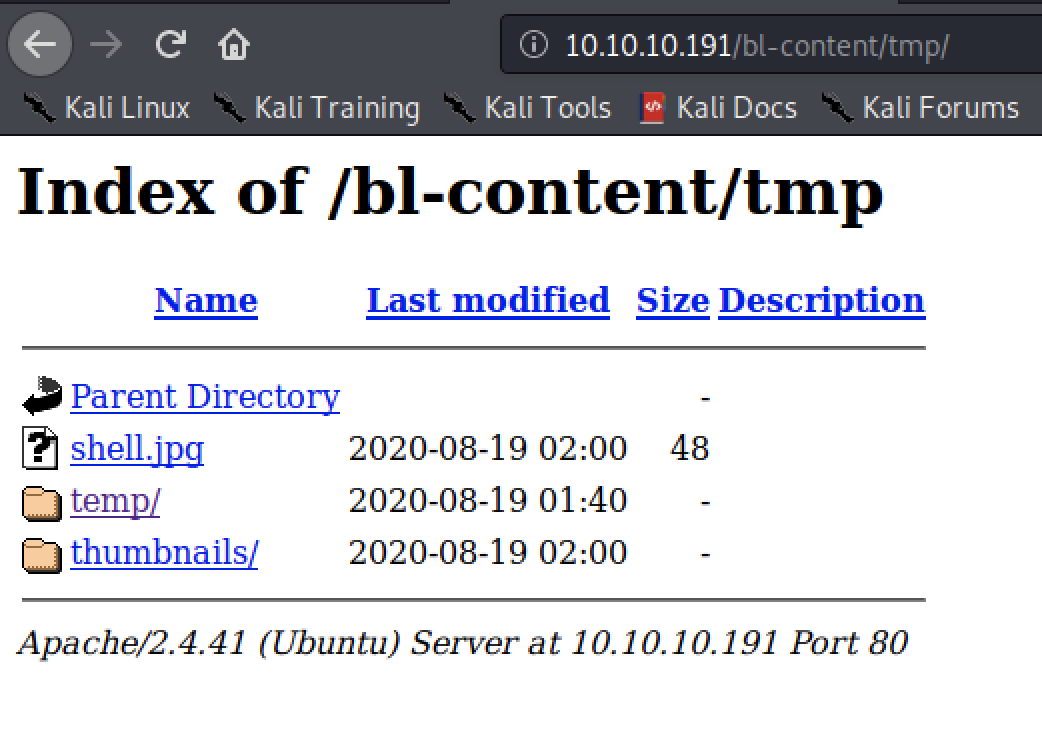 10.10.10.191/bl-content/tmp/
Kali Linux Kali Training Kali Tools Kali Docs Kali Forums
Index of /bl-content/tmp
Name Last modified Size Description
Parent Directory -
shell.jpg 2020-08-19 02:00 48
temp/ 2020-08-19 01:40 -
thumbnails/ 2020-08-19 02:00 -
Apache/2.4.41 (Ubuntu) Server at 10.10.10.191 Port 80